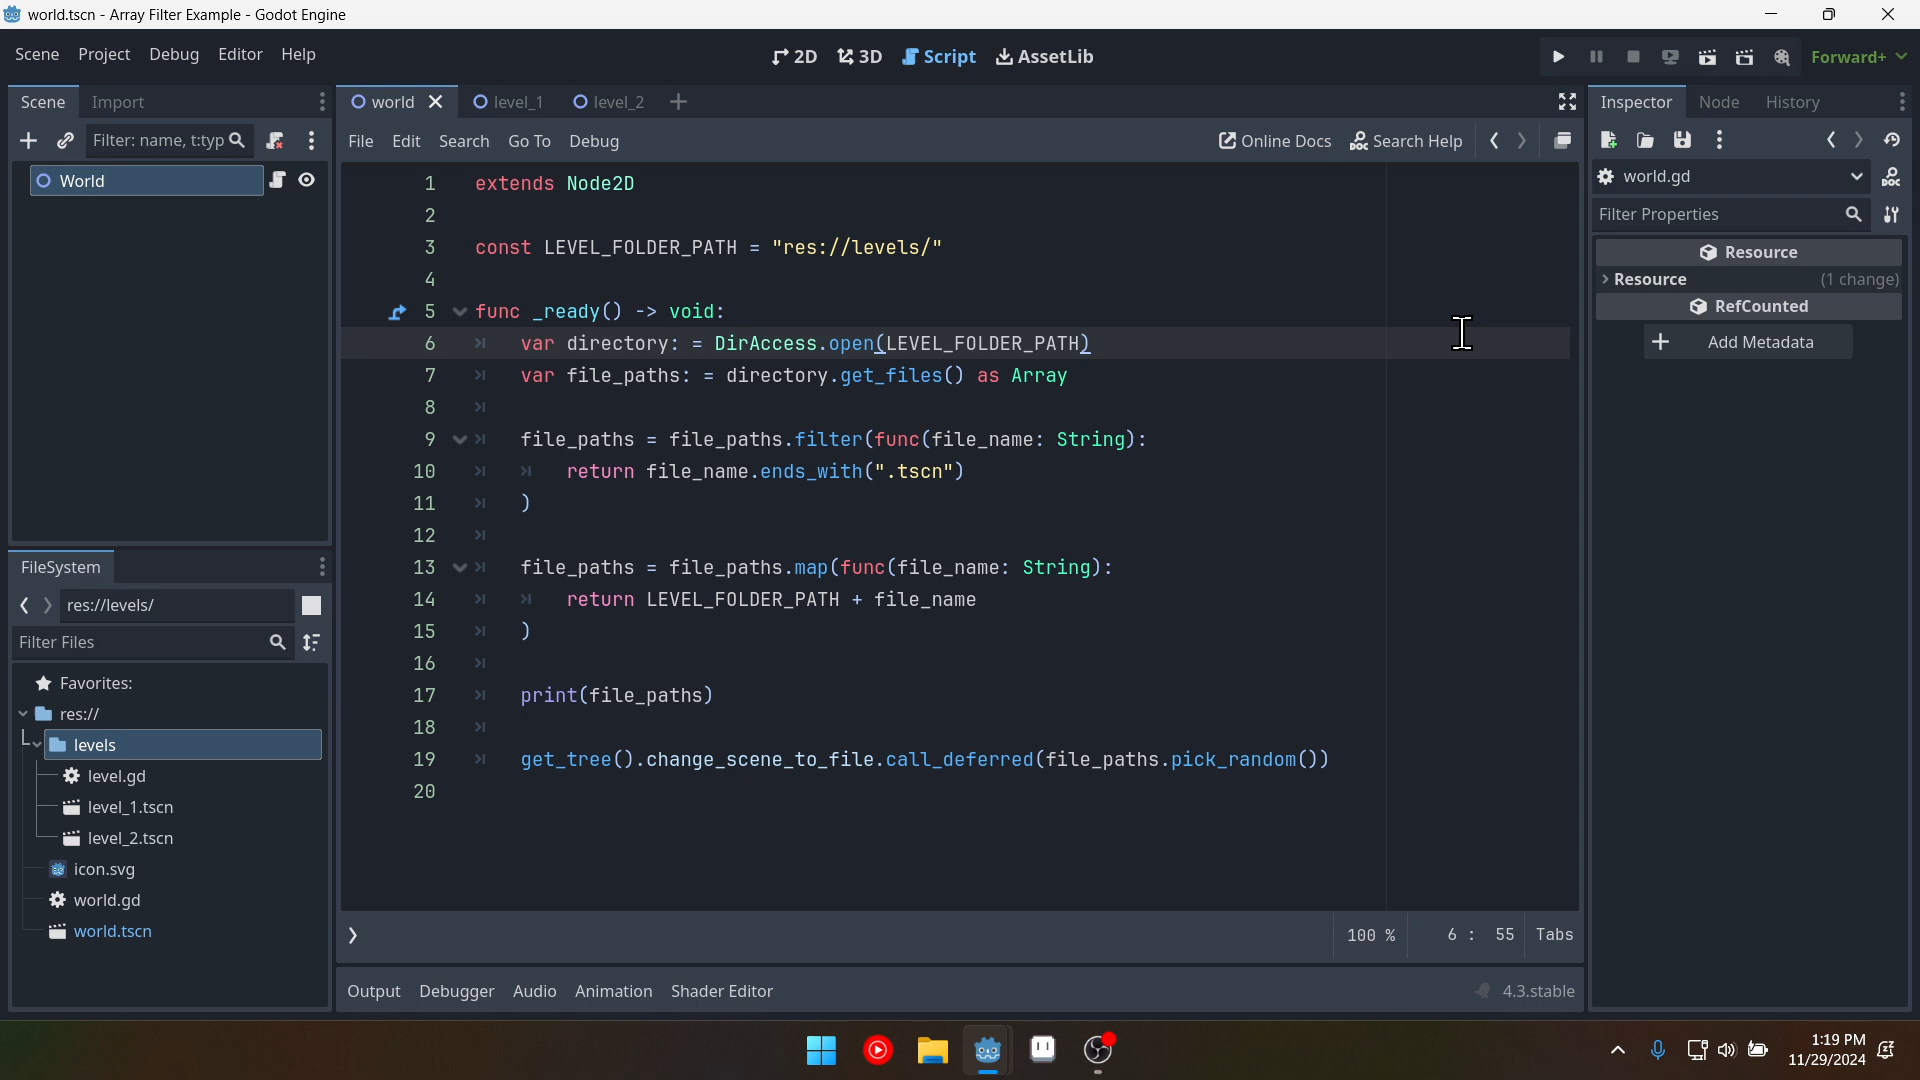 world.tscn - Array Filter Example - Godot Engine
Scene Project Debug Editor Help
2D 3D Script AssetLib
Forward+
Scene Import
world level_1 level_2
Inspector Node History
Filter: name, t:typ
File Edit Search Go To Debug
Online Docs Search Help
World
world.gd
Filter Properties
Resource
Resource (1 change)
RefCounted
Add Metadata
1 extends Node2D
2
3 const LEVEL_FOLDER_PATH = "res://levels/"
4
5 func _ready() -> void:
6 var directory: = DirAccess.open(LEVEL_FOLDER_PATH)
7 var file_paths: = directory.get_files() as Array
8
9 file_paths = file_paths.filter(func(file_name: String):
10 return file_name.ends_with(".tscn")
11 )
12
13 file_paths = file_paths.map(func(file_name: String):
14 return LEVEL_FOLDER_PATH + file_name
15 )
16
17 print(file_paths)
18
19 get_tree().change_scene_to_file.call_deferred(file_paths.pick_random())
20
FileSystem
res://levels/
Filter Files
Favorites:
res://
levels
level.gd
level_1.tscn
level_2.tscn
icon.svg
world.gd
world.tscn
100 % 6 : 55 Tabs
Output Debugger Audio Animation Shader Editor
4.3.stable
1:19 PM
11/29/2024